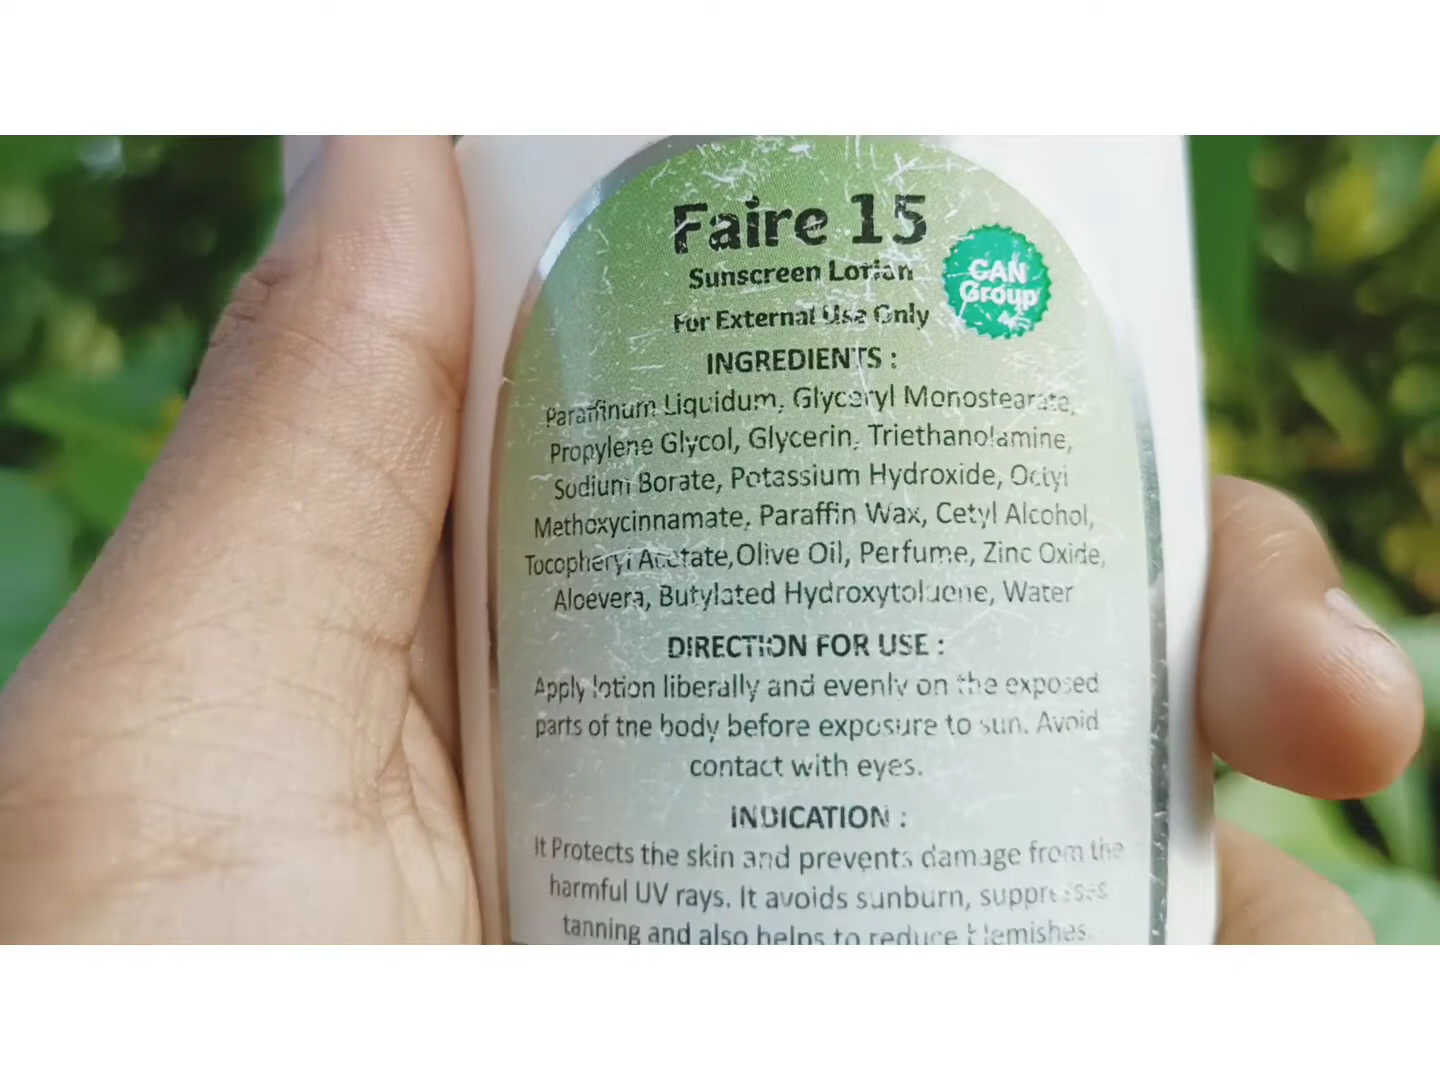 Faire 15
Sunscreen Lotion
GAN
Group
For External Use Only
INGREDIENTS :
Paraffinum Liquidum, Glyceryl Monostearate,
Propylene Glycol, Glycerin, Triethanolamine,
Sodium Borate, Potassium Hydroxide, Octyl
Methoxycinnamate, Paraffin Wax, Cetyl Alcohol,
Tocopheryl Acetate,Olive Oil, Perfume, Zinc Oxide,
Aloevera, Butylated Hydroxytoluene, Water
DIRECTION FOR USE :
Apply lotion liberally and evenly on the exposed
parts of the body before exposure to sun. Avoid
contact with eyes.
INDICATION :
It Protects the skin and prevents damage from the
harmful UV rays. It avoids sunburn, suppresses
tanning and also helps to reduce blemishes.